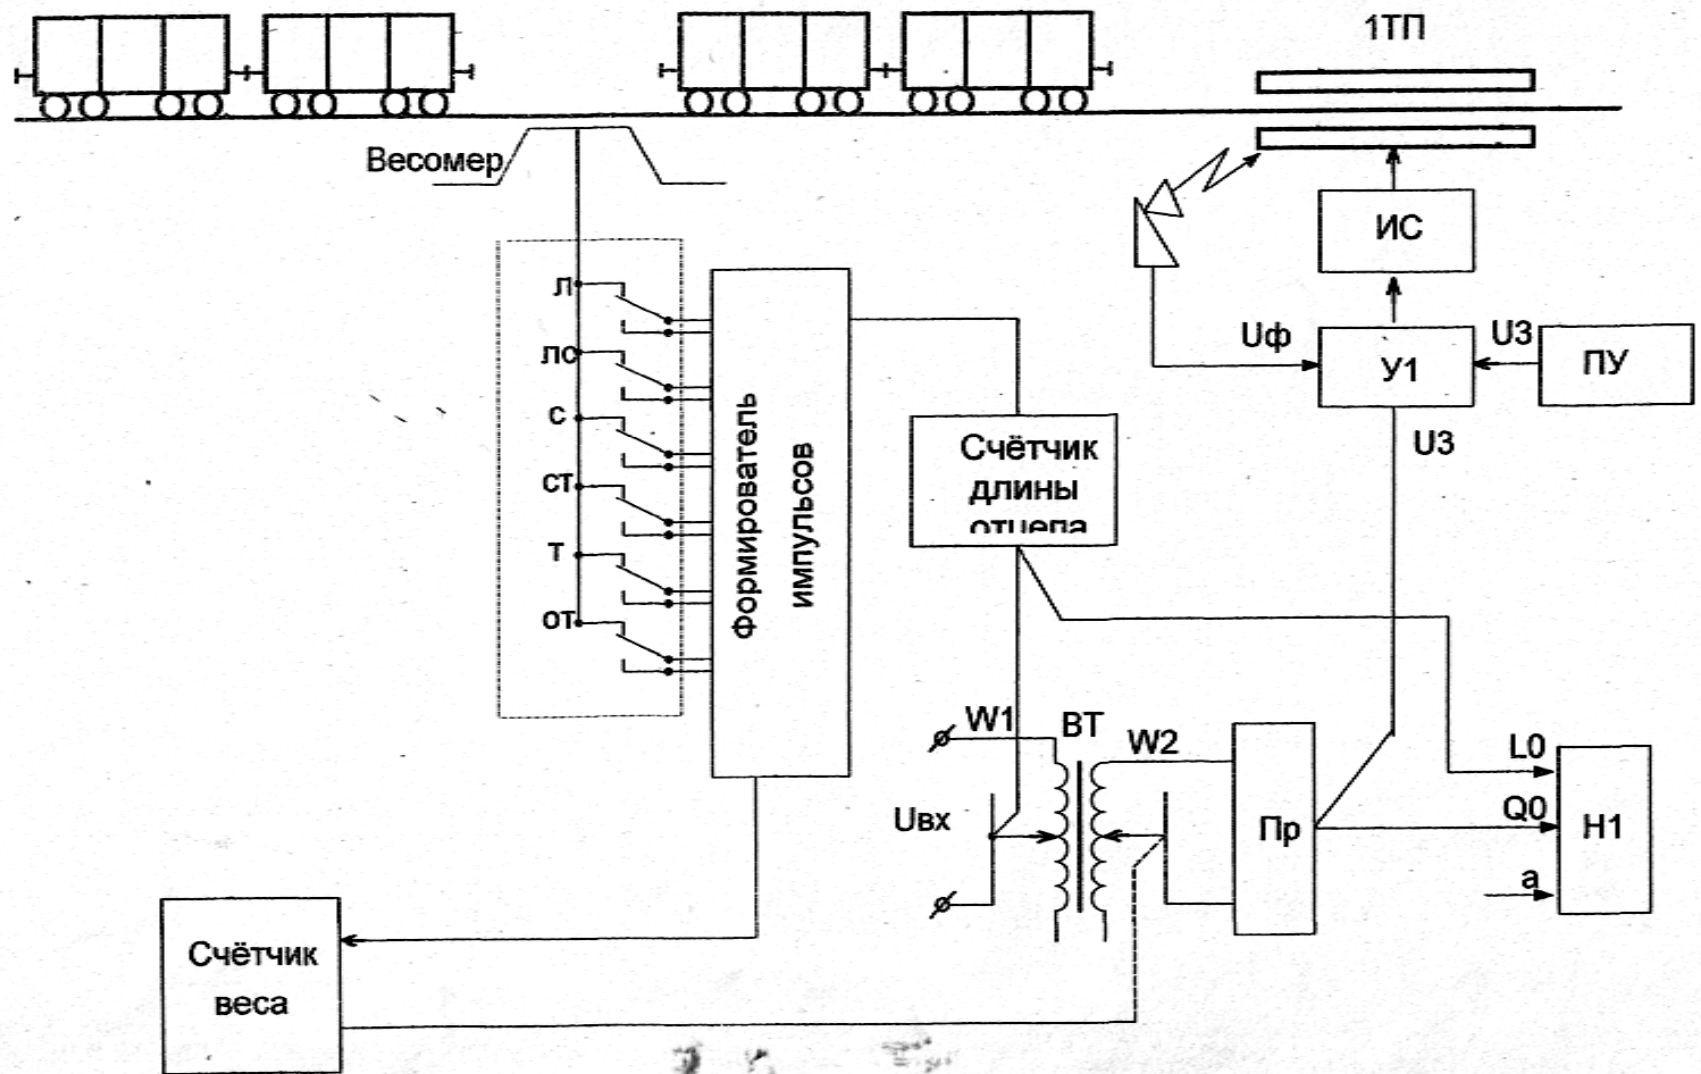 1ТП
Весомер
Л
ЛС
С
СТ
Т
ОТ
Формирователь
импульсов
ИС
Uф
У1
U3
ПУ
U3
Счётчик
длины
отцепа
W1
ВТ
W2
Uвх
Пр
L0
Q0
а
Н1
Счётчик
веса